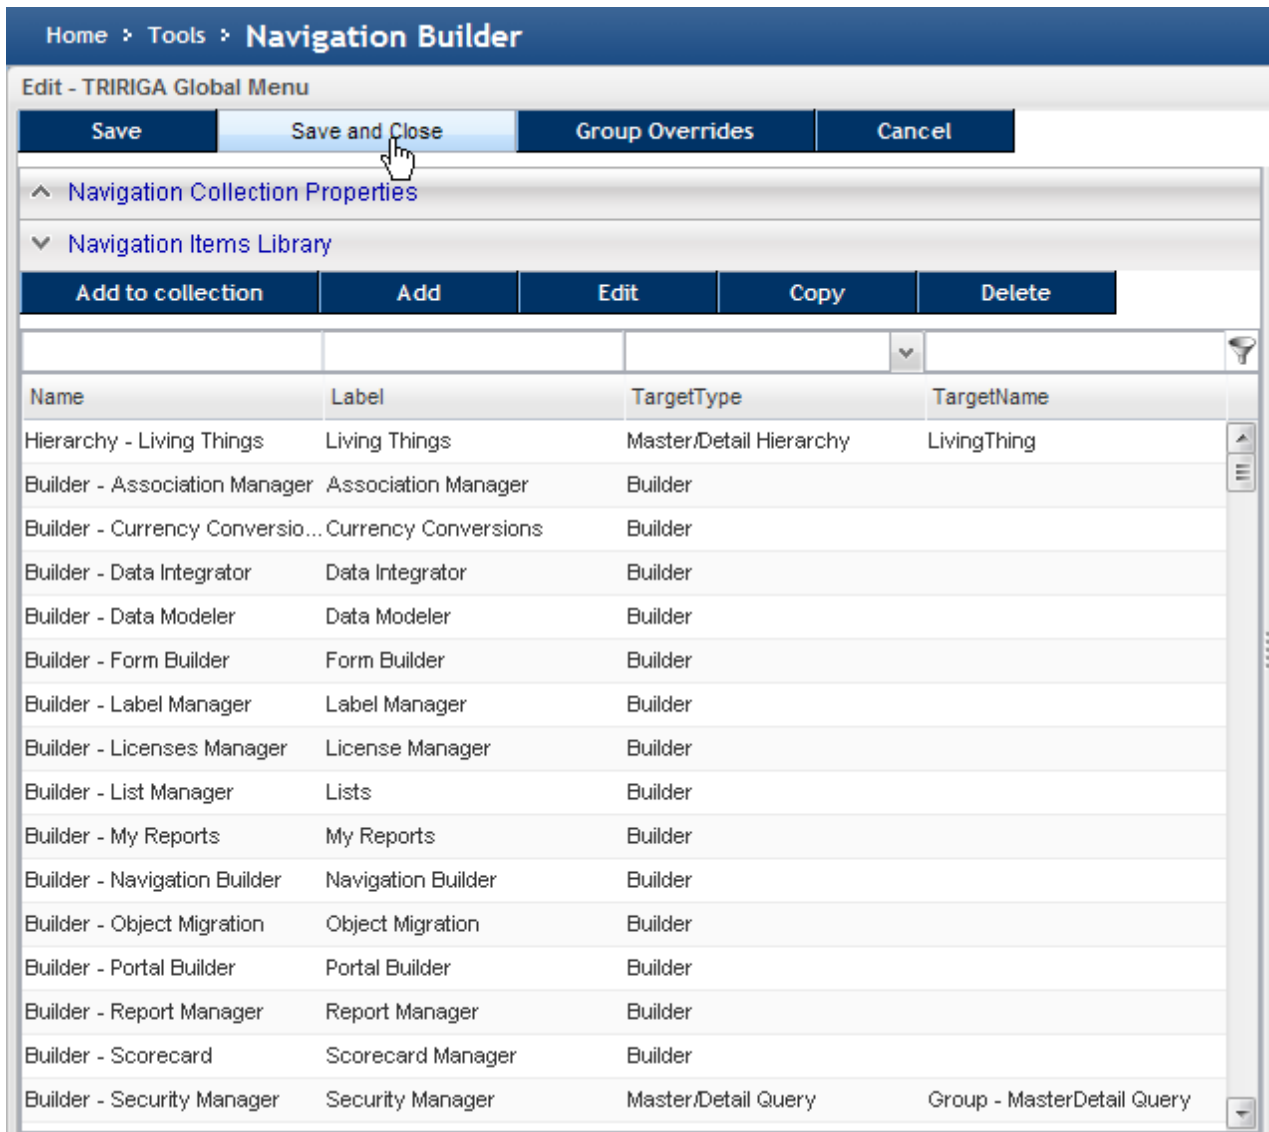 Home > Tools > Navigation Builder
Edit - TRIRIGA Global Menu
Save Save and Close Group Overrides Cancel
Navigation Collection Properties
Navigation Items Library
Add to collection Add Edit Copy Delete
Name Label TargetType TargetName
Hierarchy - Living Things Living Things Master/Detail Hierarchy LivingThing
Builder - Association Manager Association Manager Builder
Builder - Currency Conversio... Currency Conversions Builder
Builder - Data Integrator Data Integrator Builder
Builder - Data Modeler Data Modeler Builder
Builder - Form Builder Form Builder Builder
Builder - Label Manager Label Manager Builder
Builder - Licenses Manager License Manager Builder
Builder - List Manager Lists Builder
Builder - My Reports My Reports Builder
Builder - Navigation Builder Navigation Builder Builder
Builder - Object Migration Object Migration Builder
Builder - Portal Builder Portal Builder Builder
Builder - Report Manager Report Manager Builder
Builder - Scorecard Scorecard Manager Builder
Builder - Security Manager Security Manager Master/Detail Query Group - MasterDetail Query